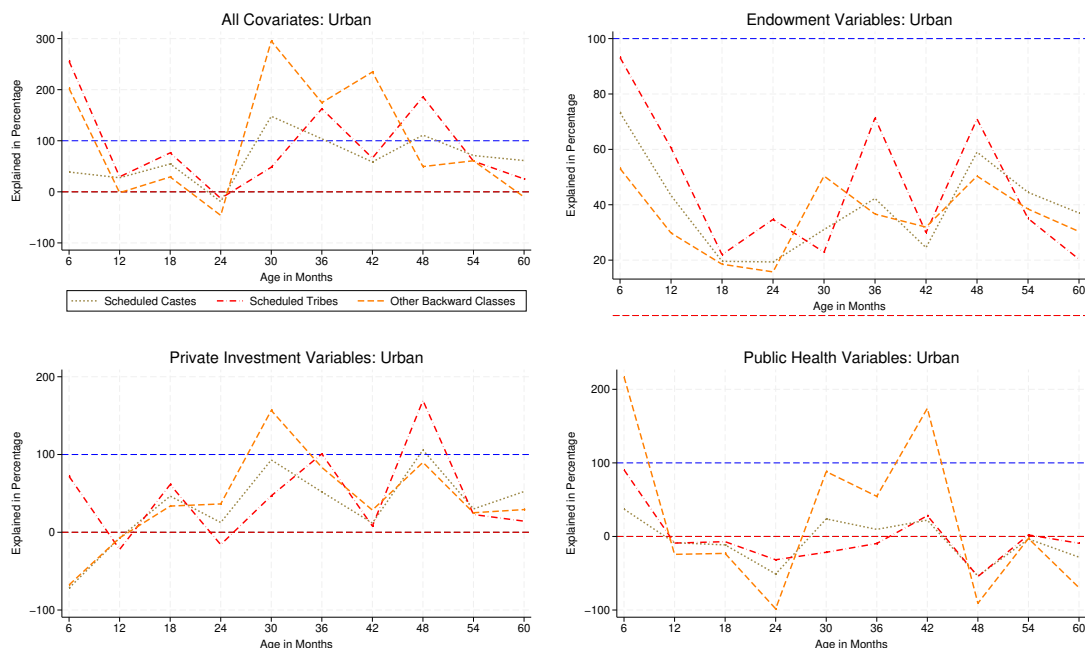 All Covariates: Urban
Explained in Percentage
300
200
100
0
−100
6 12 18 24 30 36 42 48 54 60
Age in Months
Scheduled Castes Scheduled Tribes Other Backward Classes
Endowment Variables: Urban
Explained in Percentage
100
80
60
40
20
6 12 18 24 30 36 42 48 54 60
Age in Months
Private Investment Variables: Urban
Explained in Percentage
200
100
0
−100
6 12 18 24 30 36 42 48 54 60
Age in Months
Public Health Variables: Urban
Explained in Percentage
200
100
0
−100
6 12 18 24 30 36 42 48 54 60
Age in Months